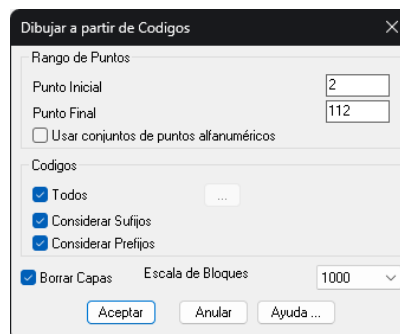 Dibujar a partir de Codigos
Rango de Puntos
Punto Inicial 2
Punto Final 112
Usar conjuntos de puntos alfanuméricos
Codigos
Todos ...
Considerar Sufijos
Considerar Prefijos
Borrar Capas Escala de Bloques 1000
Aceptar Anular Ayuda ...